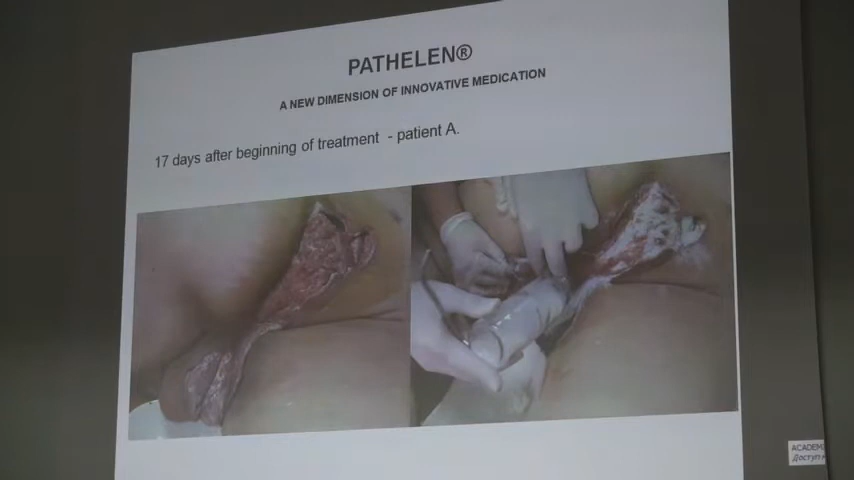 PATHELEN®
A NEW DIMENSION OF INNOVATIVE MEDICATION
17 days after beginning of treatment - patient A.